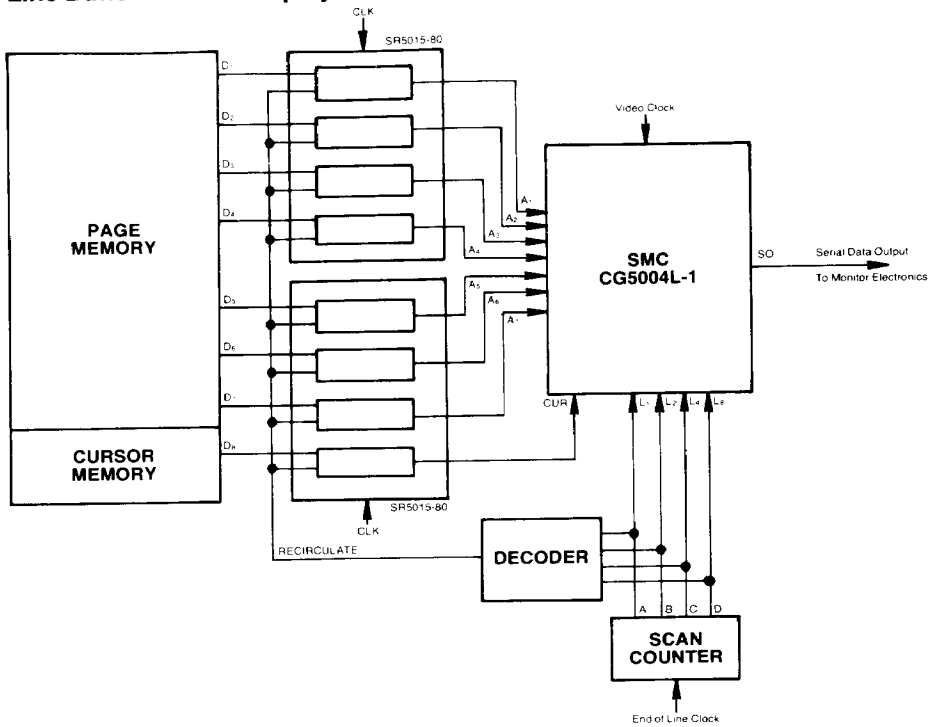 CLK
SR5015-80
D1
D2
D3
D4
PAGE
MEMORY
D5
D6
D7
CURSOR
MEMORY
D8
SR5015-80
CLK
Video Clock
A1
A2
A3
A4
A5
A6
A7
SMC
CG5004L-1
SO
Serial Data Output
To Monitor Electronics
CUR
L1
L2
L4
L8
RECIRCULATE
DECODER
A B C D
SCAN
COUNTER
End of Line Clock